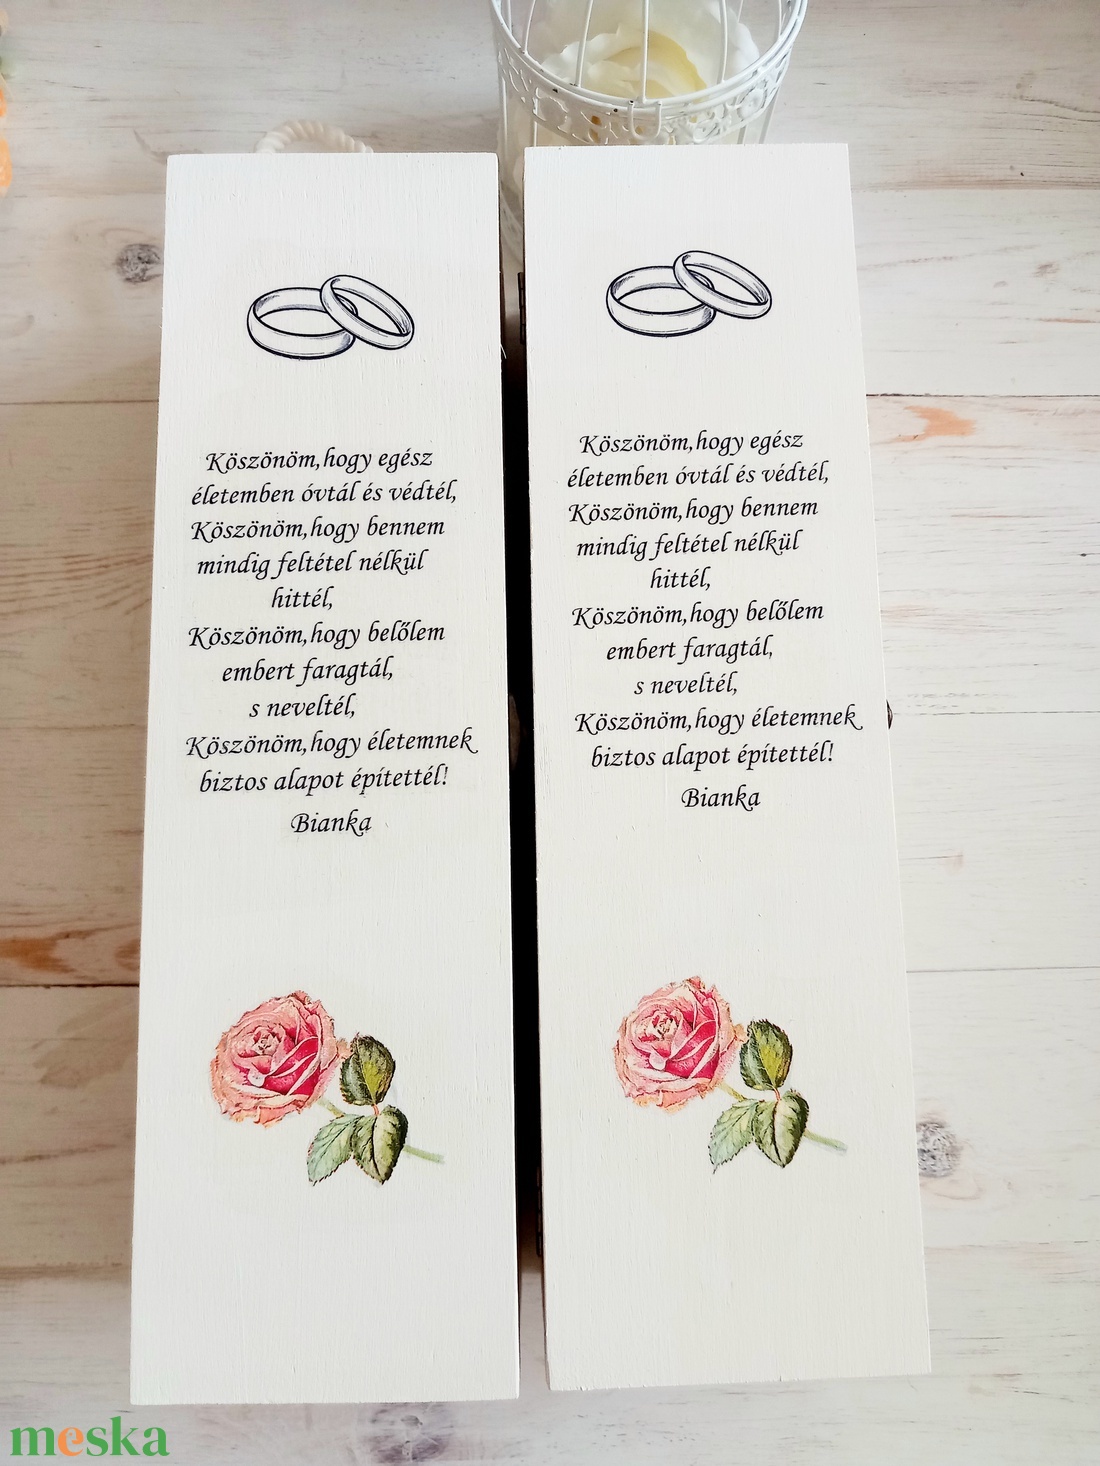 Köszönöm,hogy egész
életemben óvtál és védtél,
Köszönöm,hogy bennem
mindig feltétel nélkül
hittél,
Köszönöm,hogy belőlem
embert faragtál,
s neveltél,
Köszönöm,hogy életemnek
biztos alapot építettél!
Bianka
Köszönöm,hogy egész
életemben óvtál és védtél,
Köszönöm,hogy bennem
mindig feltétel nélkül
hittél,
Köszönöm,hogy belőlem
embert faragtál,
s neveltél,
Köszönöm,hogy életemnek
biztos alapot építettél!
Bianka
meska